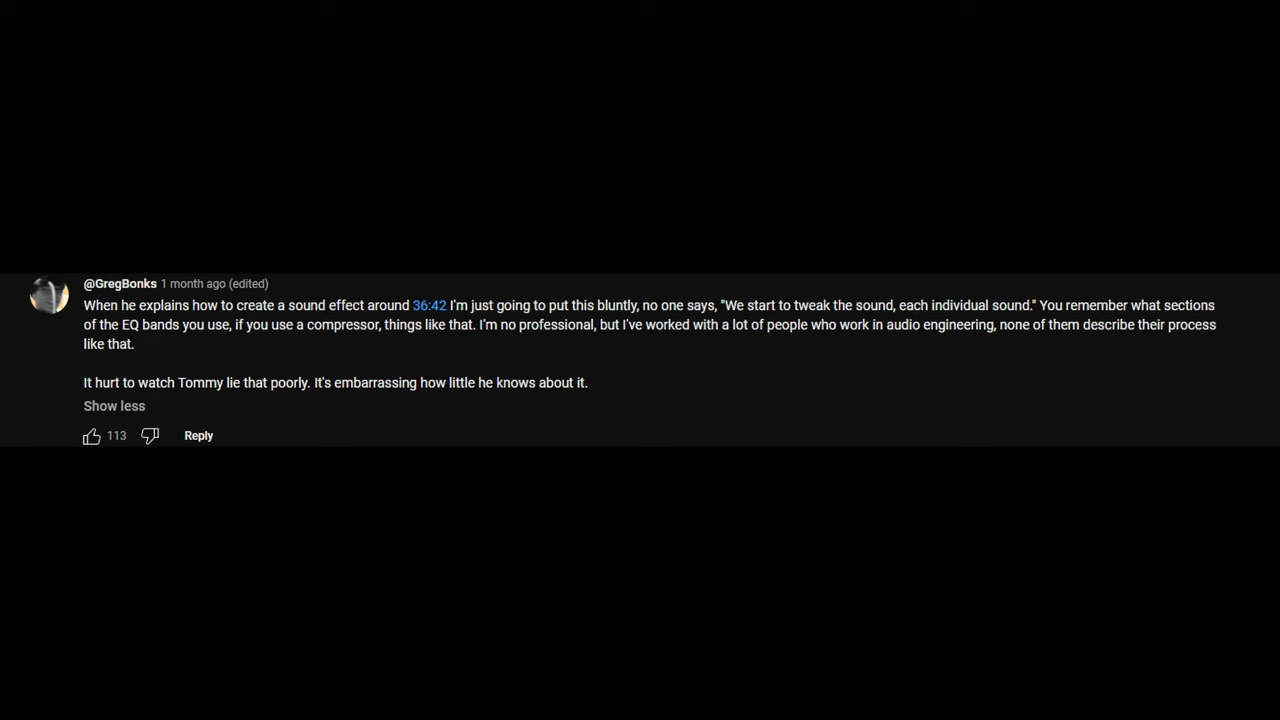 @GregBonks 1 month ago (edited)
When he explains how to create a sound effect around 36:42 I'm just going to put this bluntly, no one says, "We start to tweak the sound, each individual sound." You remember what sections
of the EQ bands you use, if you use a compressor, things like that. I'm no professional, but I've worked with a lot of people who work in audio engineering, none of them describe their process
like that.
It hurt to watch Tommy lie that poorly. It's embarrassing how little he knows about it.
Show less
113 Reply